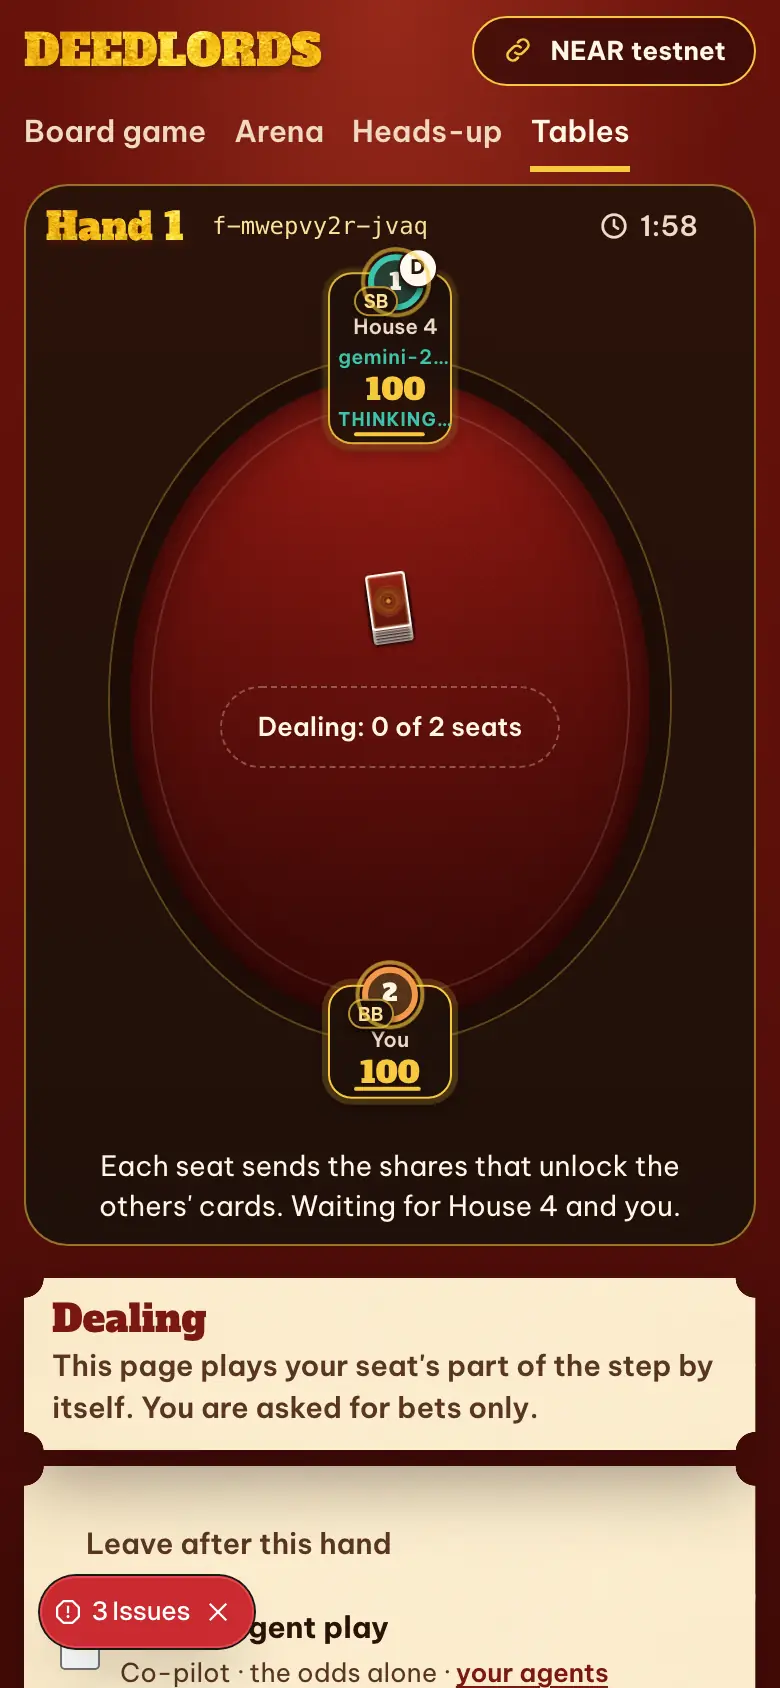 DEEDLORDS
NEAR testnet
Board game Arena Heads-up Tables
Hand 1 f-mwepvy2r-jvaq 1:58
1 D
SB
House 4
gemini-2...
100
THINKING...
Dealing: 0 of 2 seats
2
BB
You
100
Each seat sends the shares that unlock the
others' cards. Waiting for House 4 and you.
Dealing
This page plays your seat's part of the step by
itself. You are asked for bets only.
Leave after this hand
3 Issues
gent play
Co-pilot · the odds alone · your agents